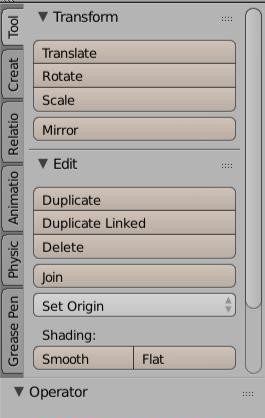 Tool
Creat
Relatio
Animatio
Physic
Grease Pen
Transform
Translate
Rotate
Scale
Mirror
Edit
Duplicate
Duplicate Linked
Delete
Join
Set Origin
Shading:
Smooth Flat
Operator